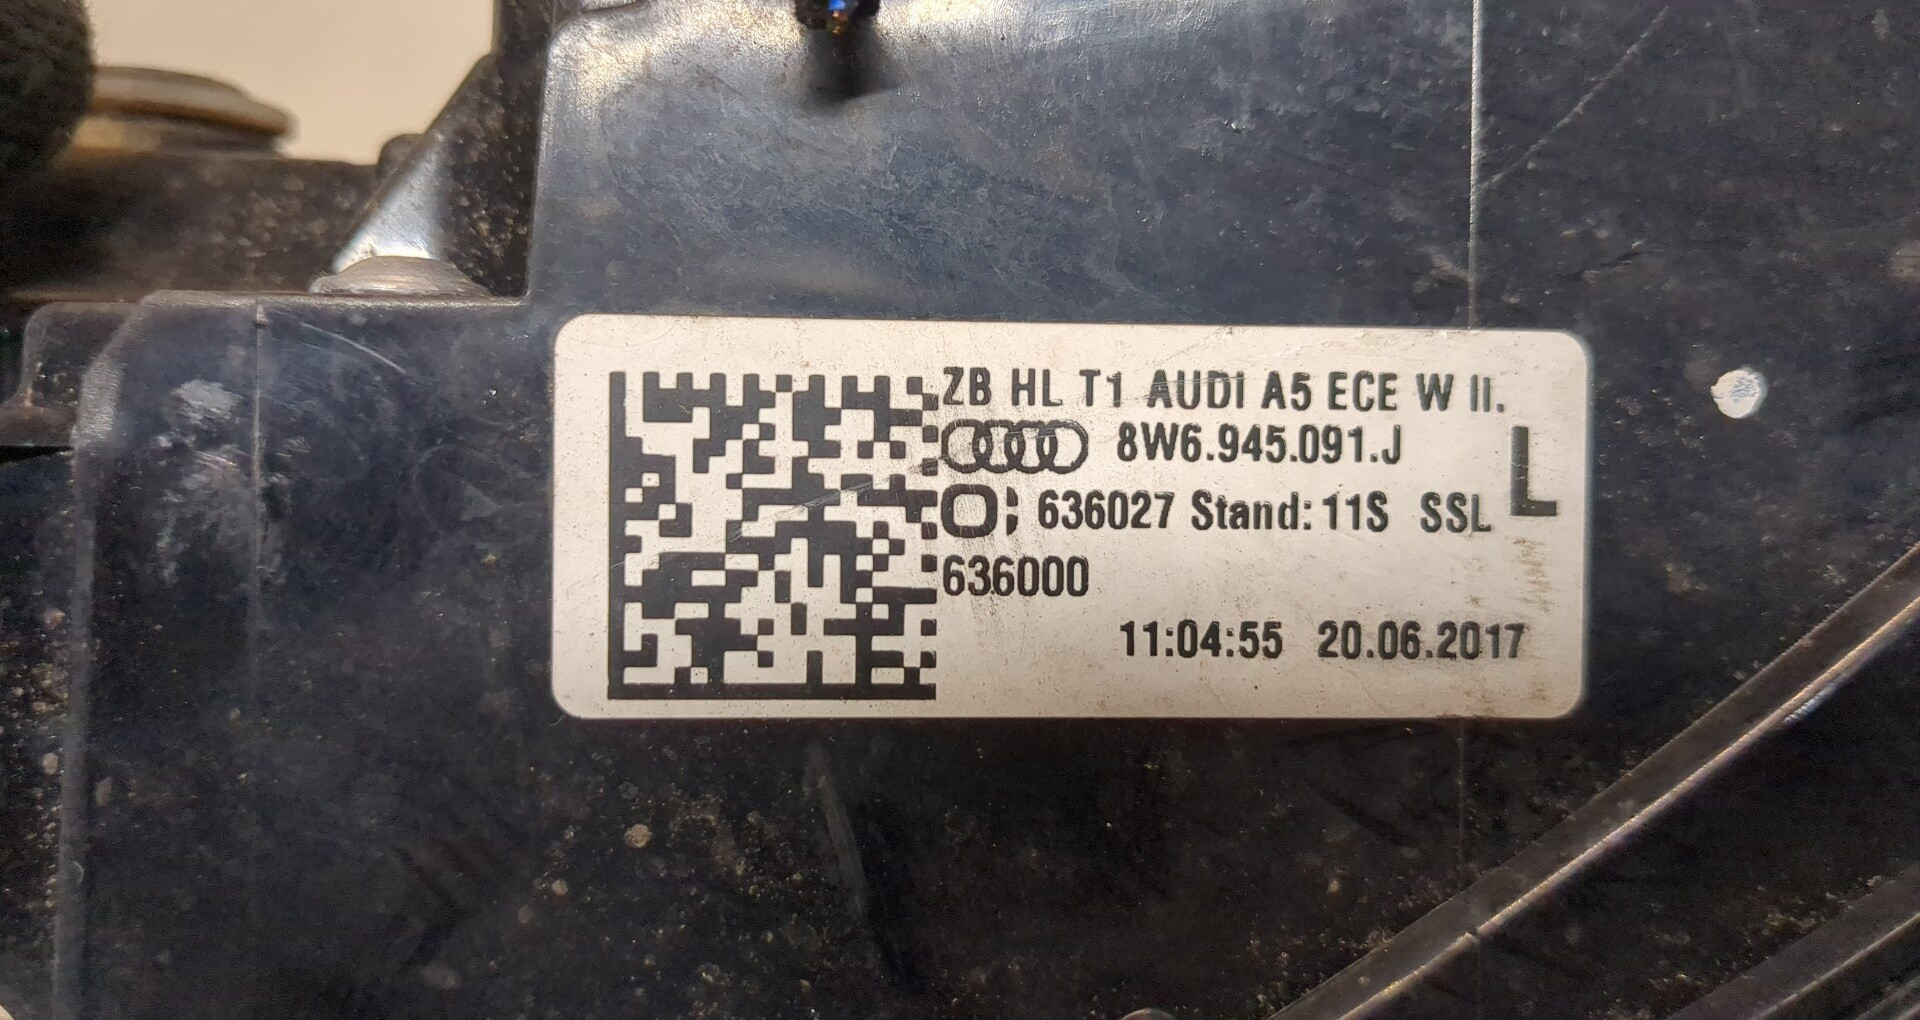 ZB HL T1 AUDI A5 ECE W II.
8W6.945.091.J
L
636027 Stand: 11S SSL
636000
11:04:55 20.06.2017